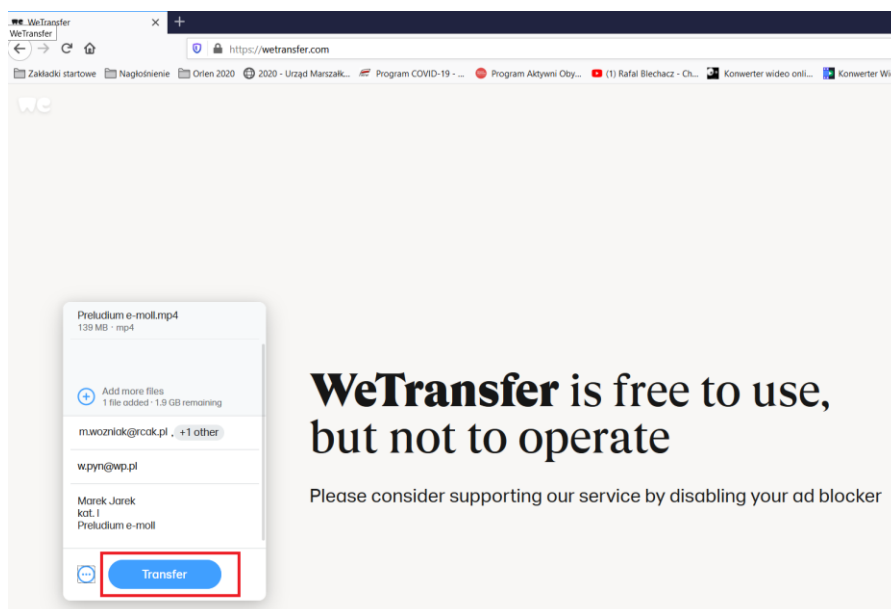 we WeTransfer
WeTransfer
https://wetransfer.com
Zakładki startowe Nagłośnienie Orlen 2020 2020 - Urząd Marszałk... Program COVID-19 - ... Program Aktywni Oby... (1) Rafał Blechacz - Ch... Konwerter wideo onli... Konwerter Wi
we
Preludium e-moll.mp4
139 MB · mp4
Add more files
1 file added · 1.9 GB remaining
m.wozniak@rcak.pl , +1 other
w.pyn@wp.pl
Marek Jarek
kat. I
Preludium e-moll
Transfer
WeTransfer is free to use,
but not to operate
Please consider supporting our service by disabling your ad blocker